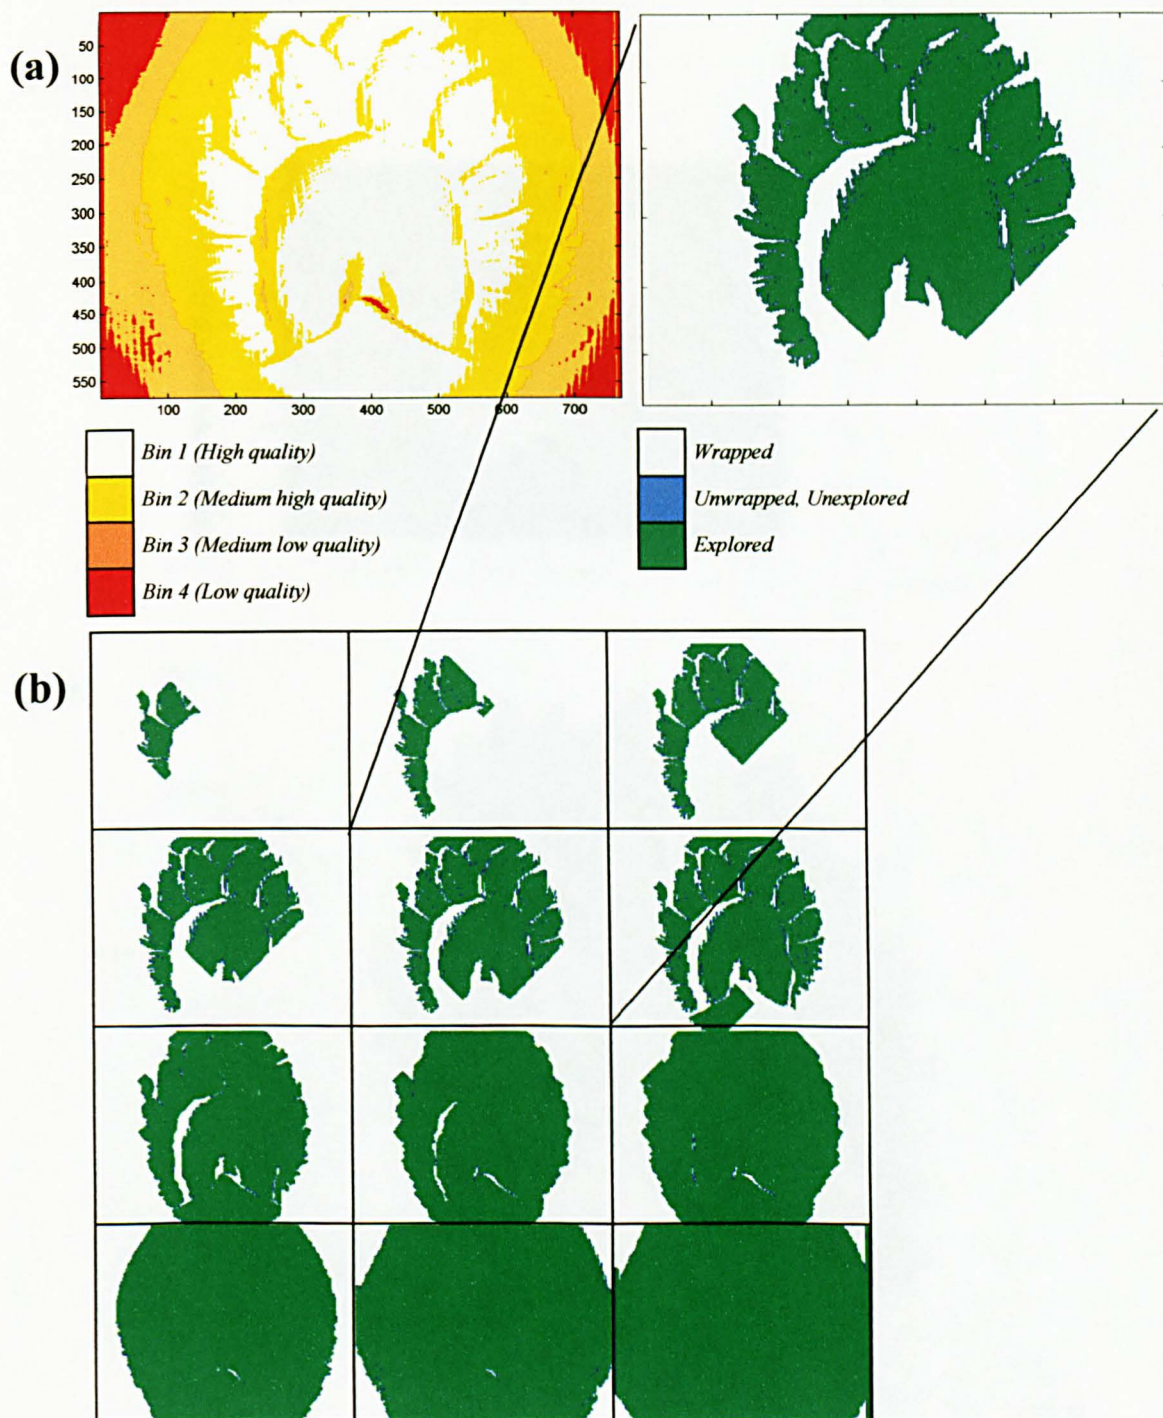 (a)
50
100
150
200
250
300
350
400
450
500
550
100 200 300 400 500 600 700
Bin 1 (High quality)
Bin 2 (Medium high quality)
Bin 3 (Medium low quality)
Bin 4 (Low quality)
Wrapped
Unwrapped, Unexplored
Explored
(b)